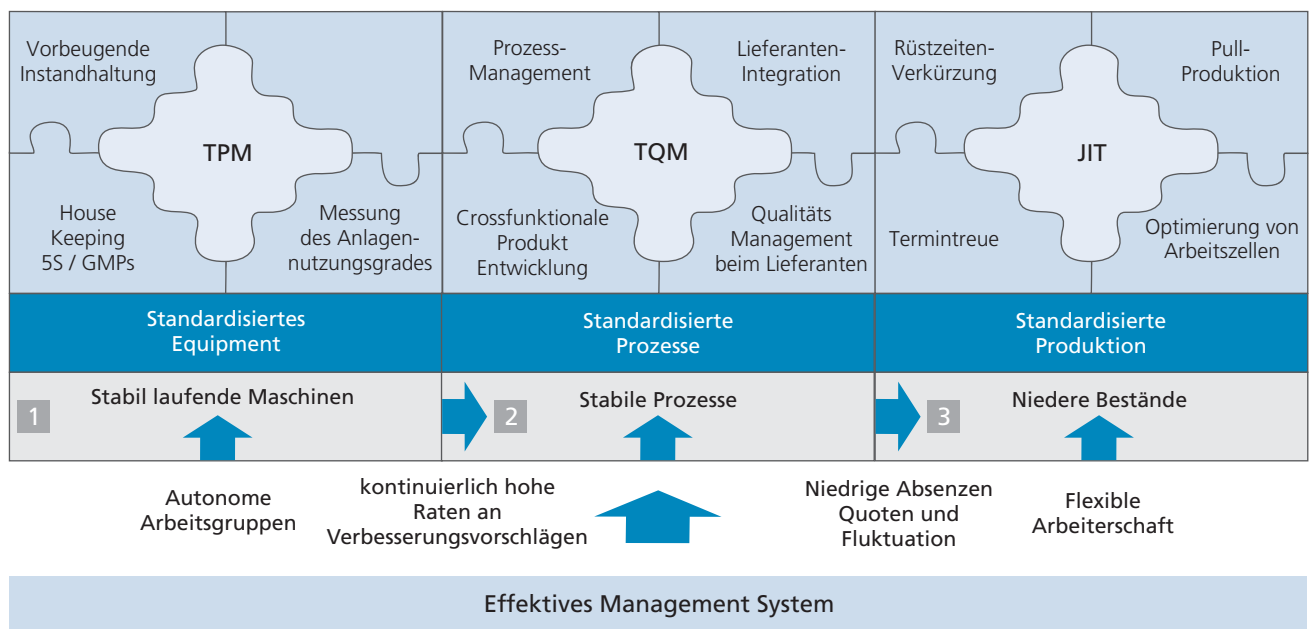 Vorbeugende
Instandhaltung
TPM
House
Keeping
5S / GMPs
Messung
des Anlagen-
nutzungsgrades
Prozess-
Management
Lieferanten-
Integration
TQM
Crossfunktionale
Produkt
Entwicklung
Qualitäts
Management
beim Lieferanten
Rüstzeiten-
Verkürzung
Pull-
Produktion
JIT
Termintreue
Optimierung von
Arbeitszellen
Standardisiertes
Equipment
Standardisierte
Prozesse
Standardisierte
Produktion
1
Stabil laufende Maschinen
2
Stabile Prozesse
3
Niedere Bestände
Autonome
Arbeitsgruppen
kontinuierlich hohe
Raten an
Verbesserungsvorschlägen
Niedrige Absenzen
Quoten und
Fluktuation
Flexible
Arbeiterschaft
Effektives Management System